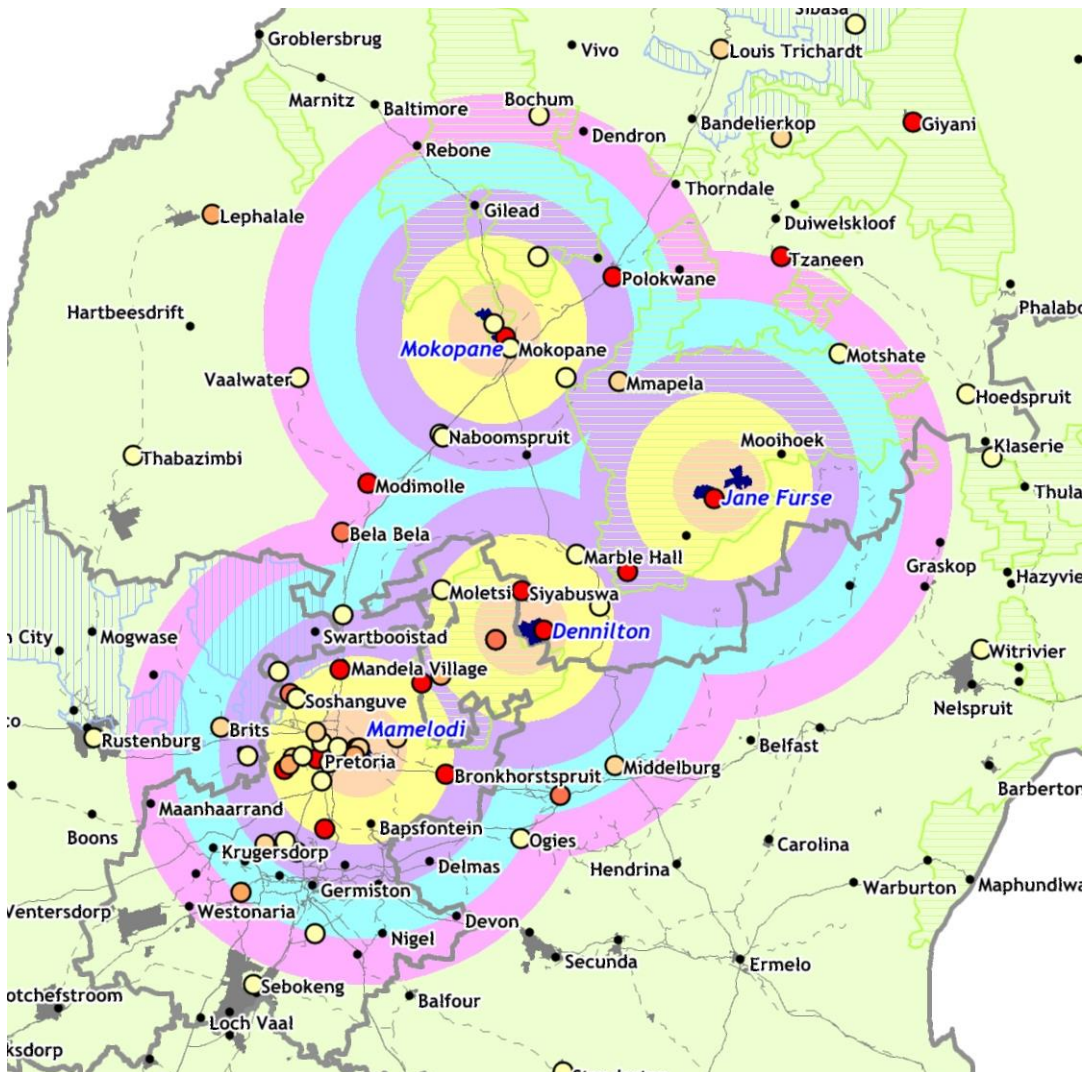 Sibasa
Groblersbrug
Vivo
Louis Trichardt
Marnitz
Baltimore
Bochum
Bandelierkop
Giyani
Dendron
Rebone
Thorndale
Gilead
Lephalale
Duiwelskloof
Tzaneen
Polokwane
Phalabo
Hartbeesdrift
Mokopane
Mokopane
Motshate
Vaalwater
Mmapela
Hoedspruit
Naboomspruit
Mooihoek
Klaserie
Thabazimbi
Modimolle
Thula
Jane Furse
Bela Bela
Marble Hall
Graskop
Hazyvie
Moletsi
Siyabuswa
n City
Mogwase
Swartbooistad
Dennilton
Witrivier
Mandela Village
Soshanguve
Nelspruit
to
Rustenburg
Brits
Mamelodi
Belfast
Pretoria
Bronkhorstspruit
Middelburg
Barberton
Maanhaarrand
Boons
Bapsfontein
Ogies
Carolina
Krugersdorp
Delmas
Hendrina
Germiston
Warburton
Maphundlwa
Ventersdorp
Westonaria
Devon
Nigel
Secunda
Ermelo
Sebokeng
otchefstroom
Balfour
Loch Vaal
ksdorp